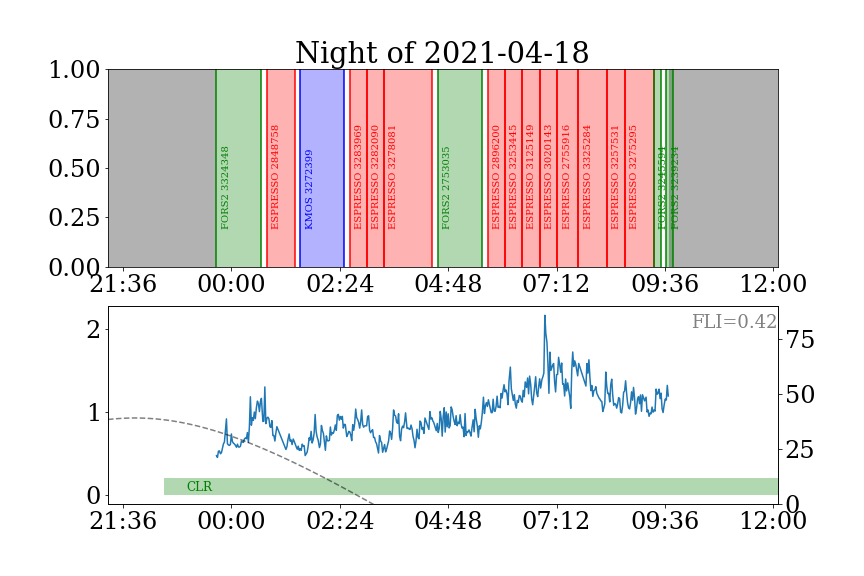 Night of 2021-04-18
1.00
0.75
0.50
0.25
0.00
FORS2 3324348
ESPRESSO 2848758
KMOS 3272399
ESPRESSO 3283969
ESPRESSO 3282090
ESPRESSO 3278081
FORS2 2753035
ESPRESSO 2896200
ESPRESSO 3253445
ESPRESSO 3125149
ESPRESSO 3020143
ESPRESSO 2755916
ESPRESSO 3325284
ESPRESSO 3257531
ESPRESSO 3275295
FORS2 3245594
FORS2 3239234
21:36 00:00 02:24 04:48 07:12 09:36 12:00
FLI=0.42
2
1
0
75
50
25
0
CLR
21:36 00:00 02:24 04:48 07:12 09:36 12:00